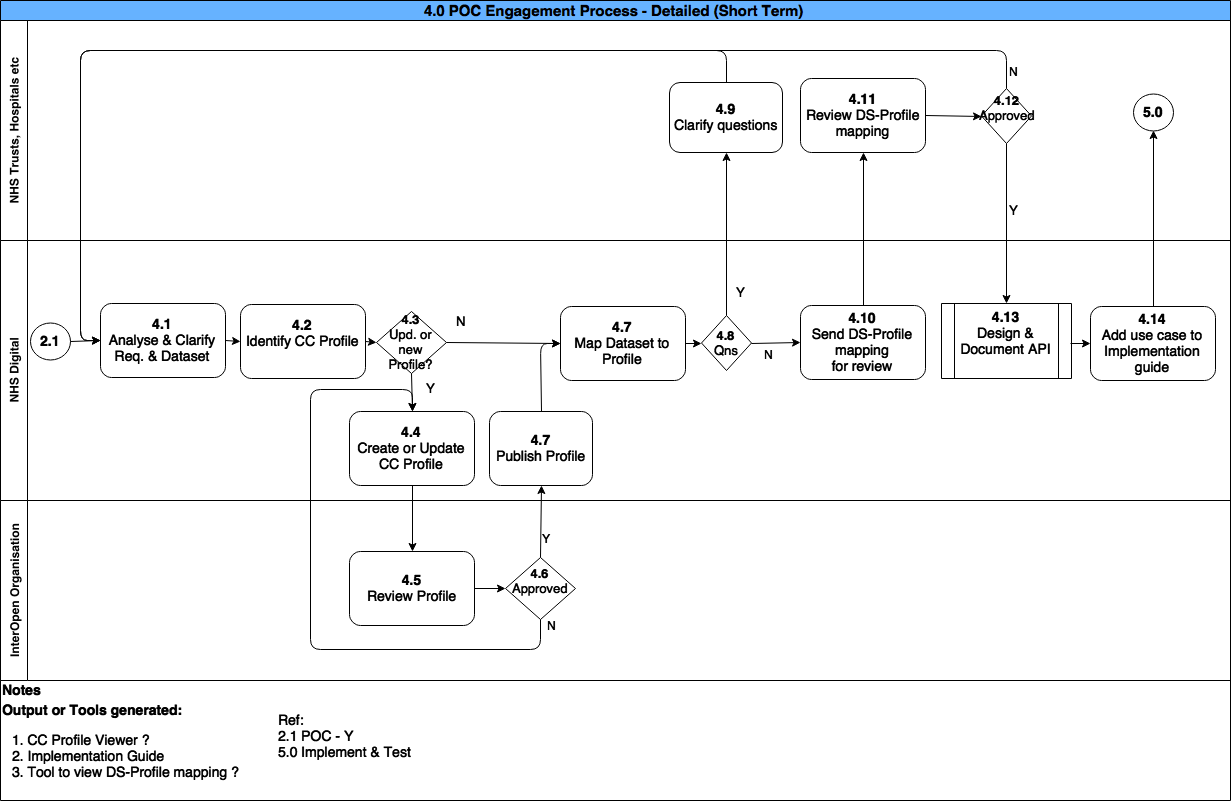 4.0 POC Engagement Process - Detailed (Short Term)
NHS Trusts, Hospitals etc
4.9
Clarify questions
4.11
Review DS-Profile
mapping
N
4.12
Approved
Y
5.0
NHS Digital
2.1
4.1
Analyse & Clarify
Req. & Dataset
4.2
Identify CC Profile
4.3
Upd. or
new
Profile?
N
Y
4.4
Create or Update
CC Profile
4.7
Publish Profile
4.7
Map Dataset to
Profile
Y
4.8
Qns
N
4.10
Send DS-Profile
mapping
for review
4.13
Design &
Document API
4.14
Add use case to
Implementation
guide
InterOpen Organisation
4.5
Review Profile
Y
4.6
Approved
N
Notes
Output or Tools generated:
1. CC Profile Viewer ?
2. Implementation Guide
3. Tool to view DS-Profile mapping ?
Ref:
2.1 POC - Y
5.0 Implement & Test